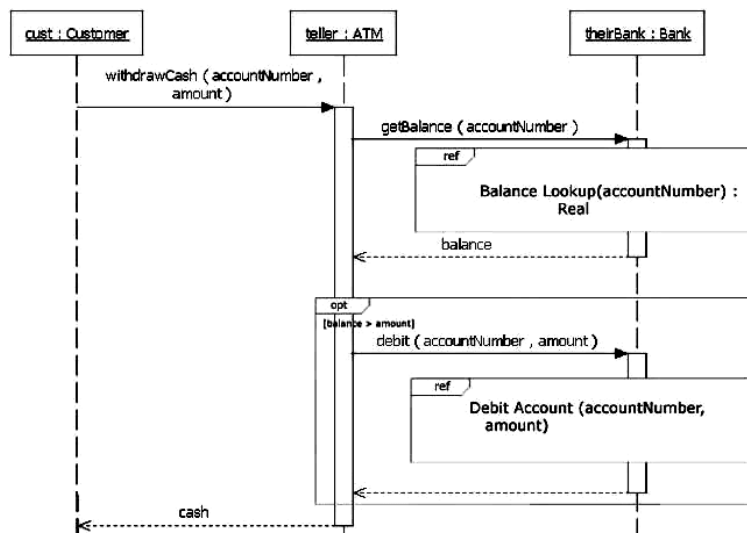 cust : Customer
teller : ATM
theirBank : Bank
withdrawCash ( accountNumber ,
amount )
getBalance ( accountNumber )
ref
Balance Lookup(accountNumber) :
Real
balance
opt
[balance > amount]
debit ( accountNumber , amount )
ref
Debit Account (accountNumber,
amount)
cash